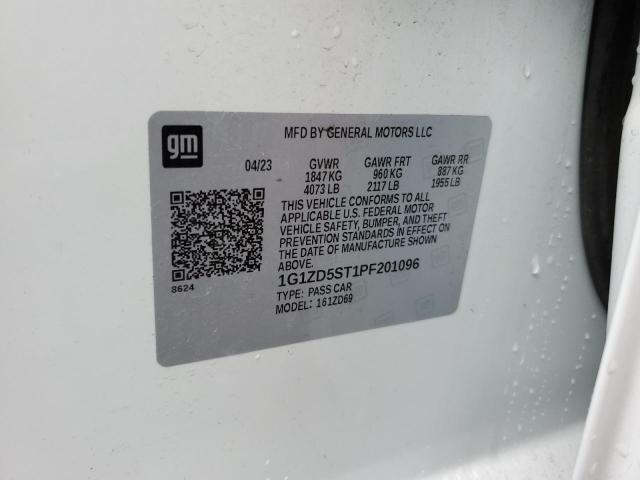 gm
MFD BY GENERAL MOTORS LLC
04/23 GVWR GAWR FRT GAWR RR
1847 KG 960 KG 887 KG
4073 LB 2117 LB 1955 LB
THIS VEHICLE CONFORMS TO ALL
APPLICABLE U.S. FEDERAL MOTOR
VEHICLE SAFETY, BUMPER, AND THEFT
PREVENTION STANDARDS IN EFFECT ON
THE DATE OF MANUFACTURE SHOWN
ABOVE.
8624
1G1ZD5ST1PF201096
TYPE: PASS CAR
MODEL: 161ZD69